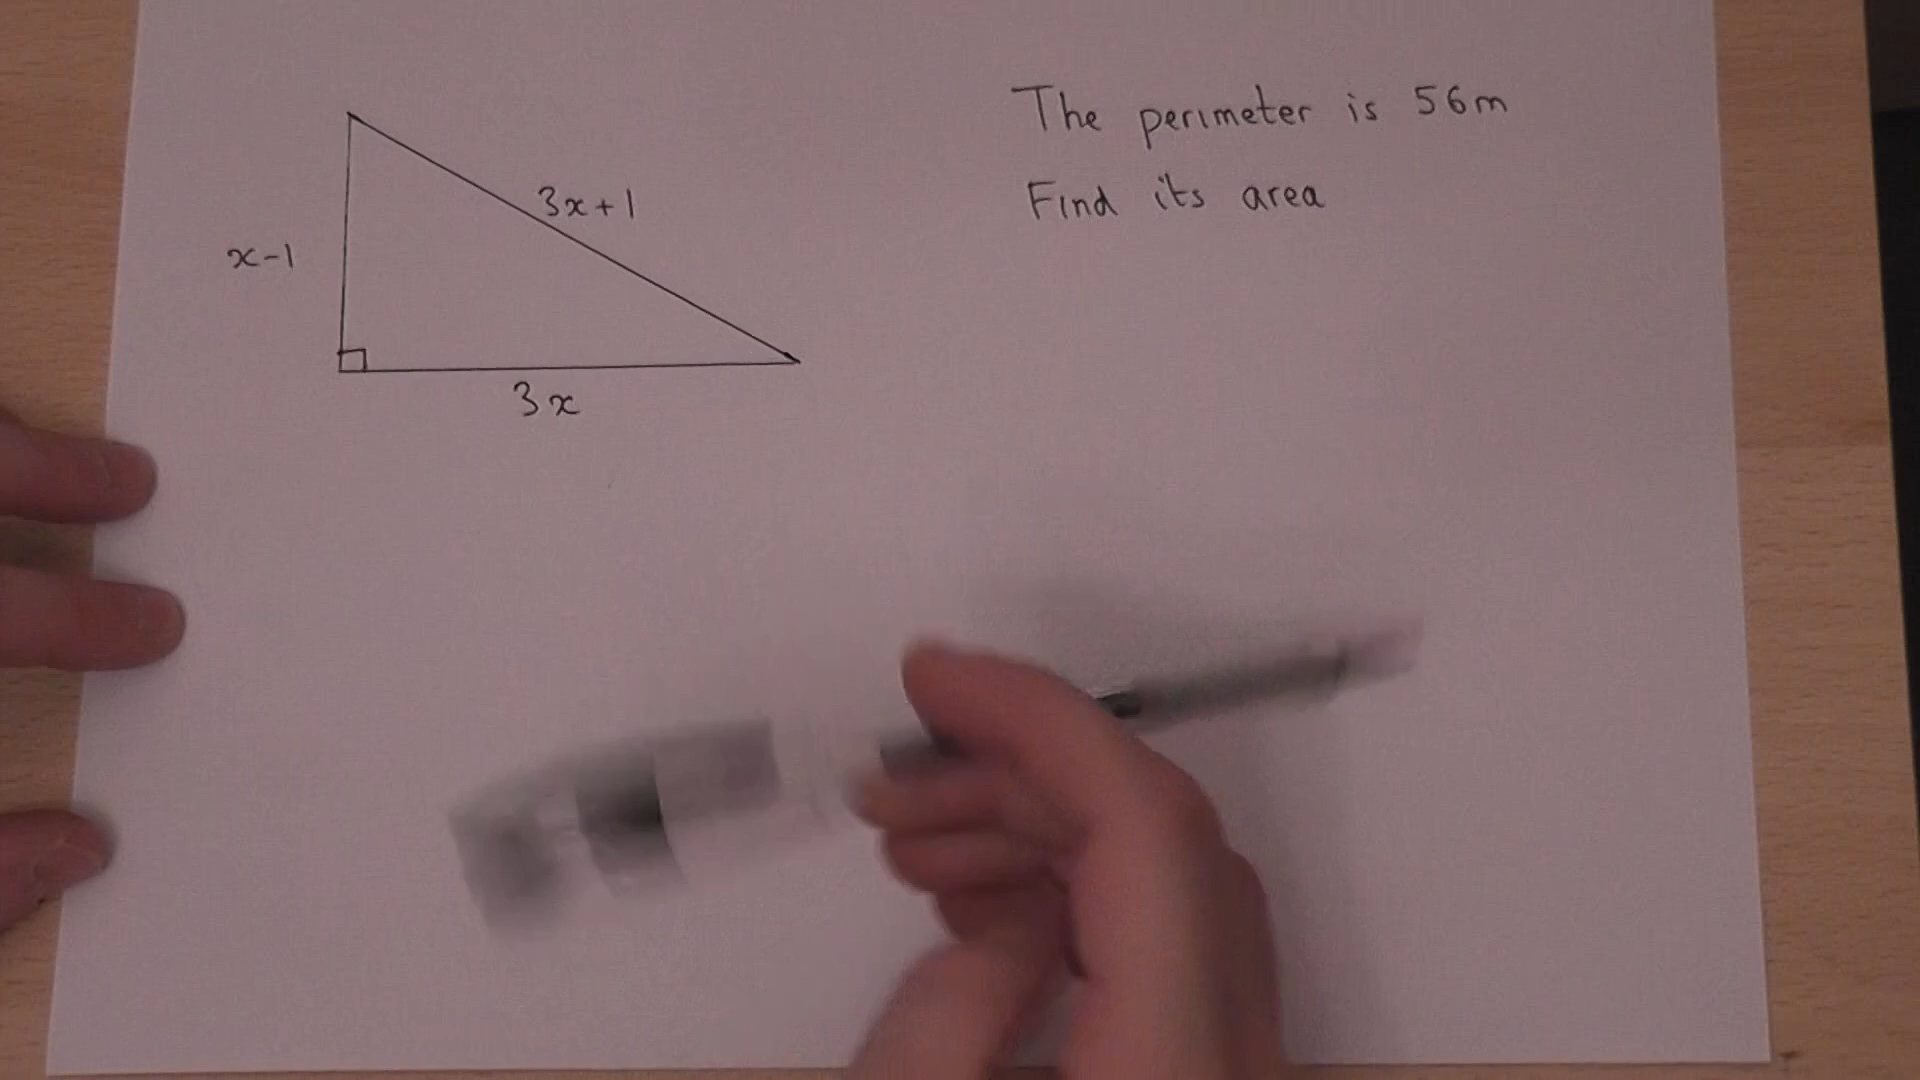 The perimeter is 56m
Find its area
3x+1
x-1
3x